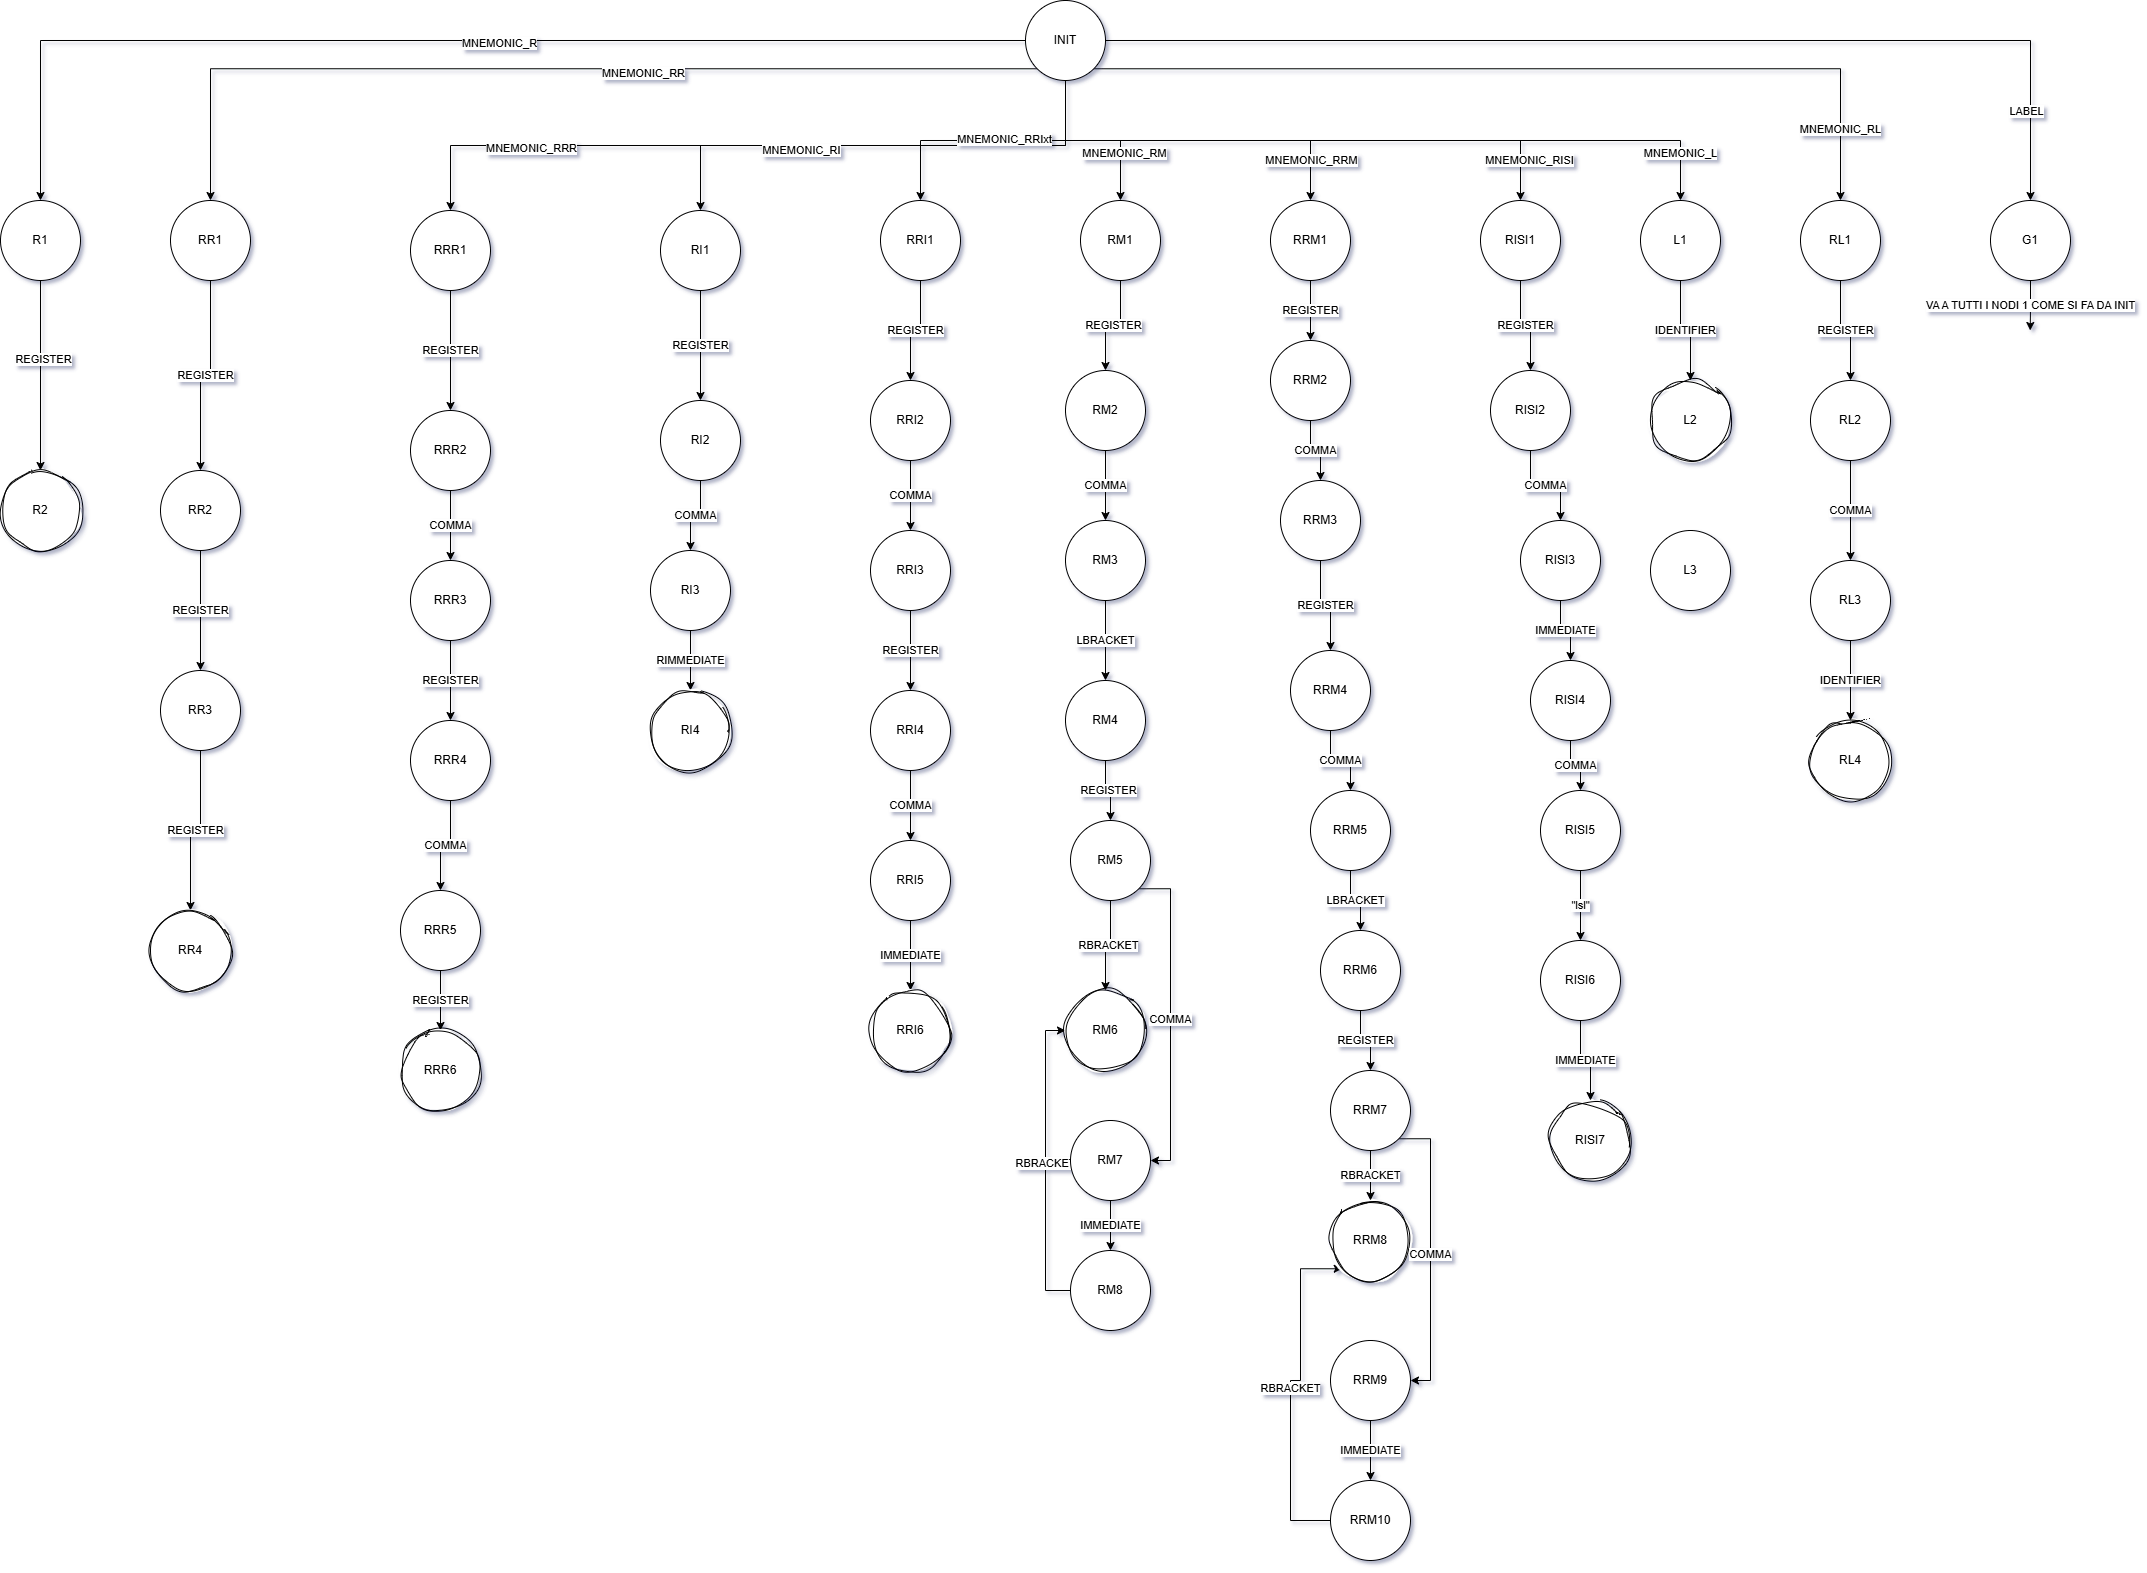 INIT
MNEMONIC_R
MNEMONIC_RR
LABEL
MNEMONIC_RL
MNEMONIC_RRR
MNEMONIC_RI
MNEMONIC_RRIxt
MNEMONIC_RM
MNEMONIC_RRM
MNEMONIC_RISI
MNEMONIC_L
R1
REGISTER
R2
RR1
REGISTER
RR2
REGISTER
RR3
REGISTER
RR4
RRR1
REGISTER
RRR2
COMMA
RRR3
REGISTER
RRR4
COMMA
RRR5
REGISTER
RRR6
RI1
REGISTER
RI2
COMMA
RI3
RIMMEDIATE
RI4
RRI1
REGISTER
RRI2
COMMA
RRI3
REGISTER
RRI4
COMMA
RRI5
IMMEDIATE
RRI6
RM1
REGISTER
RM2
COMMA
RM3
LBRACKET
RM4
REGISTER
RM5
RBRACKET
COMMA
RM6
RBRACKET
RM7
IMMEDIATE
RM8
RRM1
REGISTER
RRM2
COMMA
RRM3
REGISTER
RRM4
COMMA
RRM5
LBRACKET
RRM6
REGISTER
RRM7
RBRACKET
RRM8
COMMA
RRM9
RBRACKET
IMMEDIATE
RRM10
RISI1
REGISTER
RISI2
COMMA
RISI3
IMMEDIATE
RISI4
COMMA
RISI5
"lsl"
RISI6
IMMEDIATE
RISI7
L1
IDENTIFIER
L2
L3
RL1
REGISTER
RL2
COMMA
RL3
IDENTIFIER
RL4
G1
VA A TUTTI I NODI 1 COME SI FA DA INIT